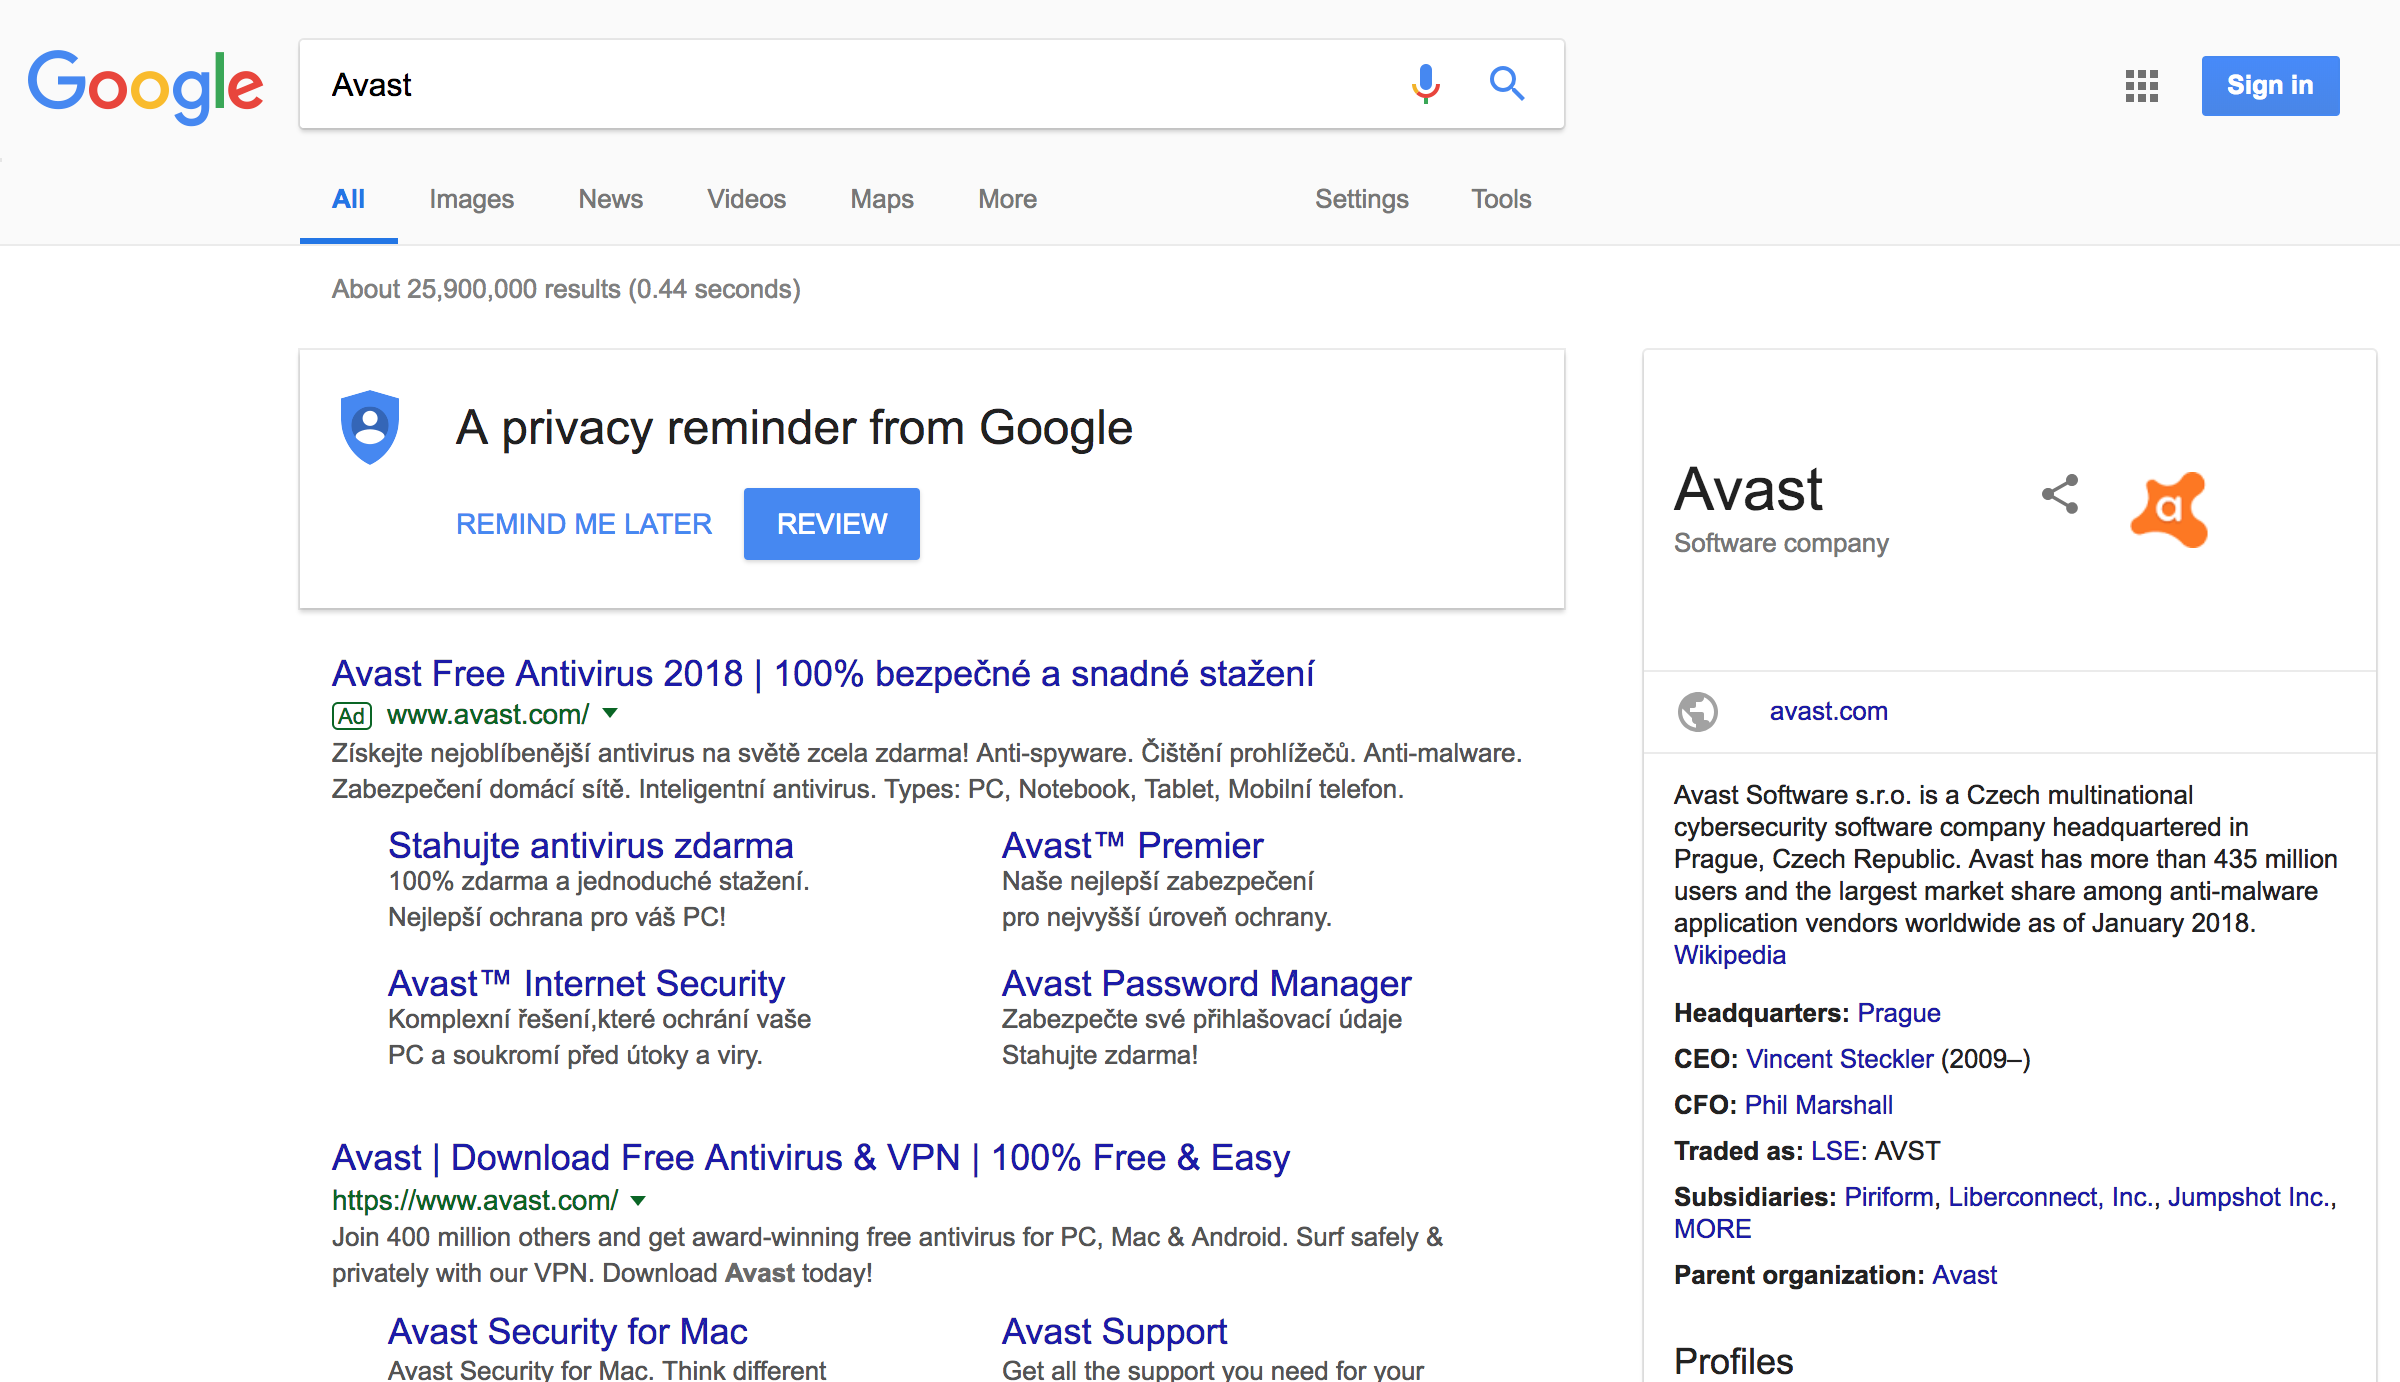 Google
Avast
Sign in
All Images News Videos Maps More Settings Tools
About 25,900,000 results (0.44 seconds)
A privacy reminder from Google
REMIND ME LATER REVIEW
Avast Free Antivirus 2018 | 100% bezpečné a snadné stažení
Ad www.avast.com/
Získejte nejoblíbenější antivirus na světě zcela zdarma! Anti-spyware. Čištění prohlížečů. Anti-malware.
Zabezpečení domácí sítě. Inteligentní antivirus. Types: PC, Notebook, Tablet, Mobilní telefon.
Stahujte antivirus zdarma
100% zdarma a jednoduché stažení.
Nejlepší ochrana pro váš PC!
Avast™ Premier
Naše nejlepší zabezpečení
pro nejvyšší úroveň ochrany.
Avast™ Internet Security
Komplexní řešení,které ochrání vaše
PC a soukromí před útoky a viry.
Avast Password Manager
Zabezpečte své přihlašovací údaje
Stahujte zdarma!
Avast | Download Free Antivirus & VPN | 100% Free & Easy
https://www.avast.com/
Join 400 million others and get award-winning free antivirus for PC, Mac & Android. Surf safely &
privately with our VPN. Download Avast today!
Avast Security for Mac
Avast Security for Mac. Think different
Avast Support
Get all the support you need for your
Avast
Software company
a
avast.com
Avast Software s.r.o. is a Czech multinational
cybersecurity software company headquartered in
Prague, Czech Republic. Avast has more than 435 million
users and the largest market share among anti-malware
application vendors worldwide as of January 2018.
Wikipedia
Headquarters: Prague
CEO: Vincent Steckler (2009–)
CFO: Phil Marshall
Traded as: LSE: AVST
Subsidiaries: Piriform, Liberconnect, Inc., Jumpshot Inc.,
MORE
Parent organization: Avast
Profiles